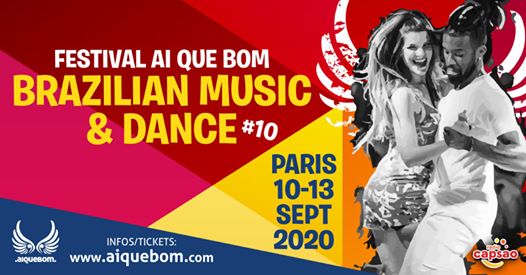 FESTIVAL AI QUE BOM
BRAZILIAN MUSIC
& DANCE #10
PARIS
10-13
SEPT
2020
.AIQUEBOM.
INFOS/TICKETS:
www.aiquebom.com
capsao